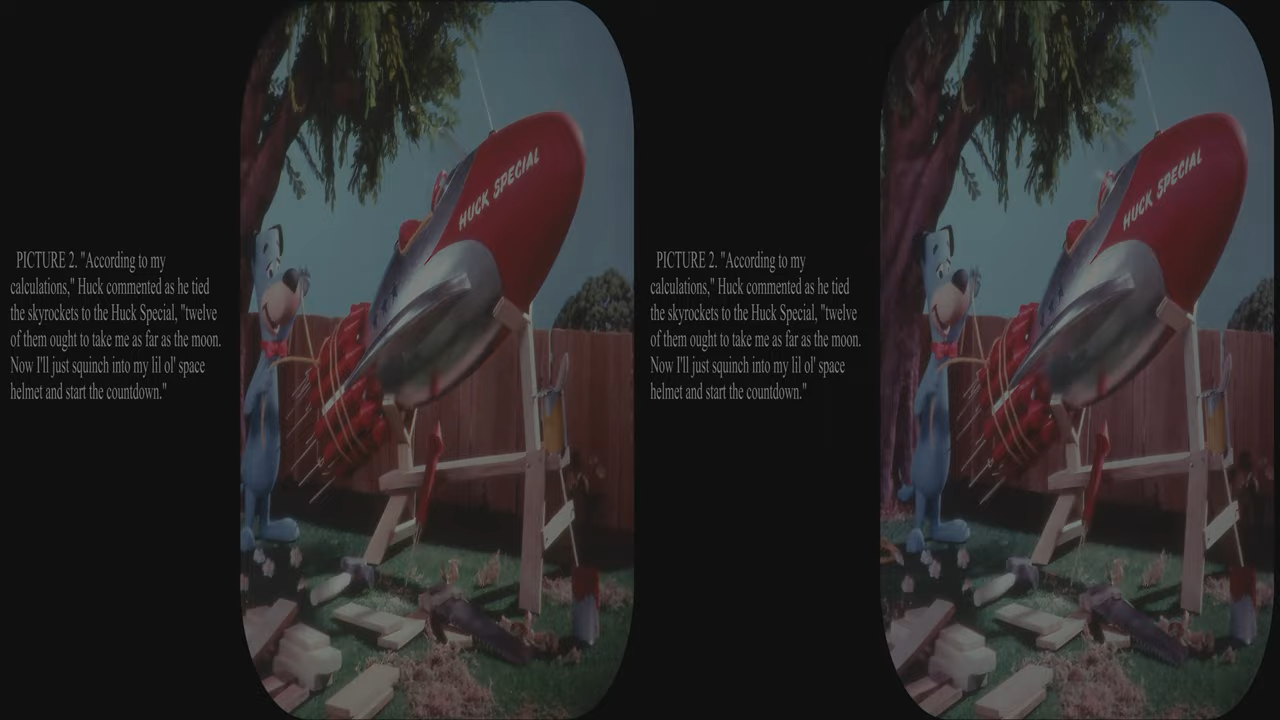 PICTURE 2. "According to my
calculations," Huck commented as he tied
the skyrockets to the Huck Special, "twelve
of them ought to take me as far as the moon.
Now I'll just squinch into my lil ol' space
helmet and start the countdown."
HUCK SPECIAL
PICTURE 2. "According to my
calculations," Huck commented as he tied
the skyrockets to the Huck Special, "twelve
of them ought to take me as far as the moon.
Now I'll just squinch into my lil ol' space
helmet and start the countdown."
HUCK SPECIAL